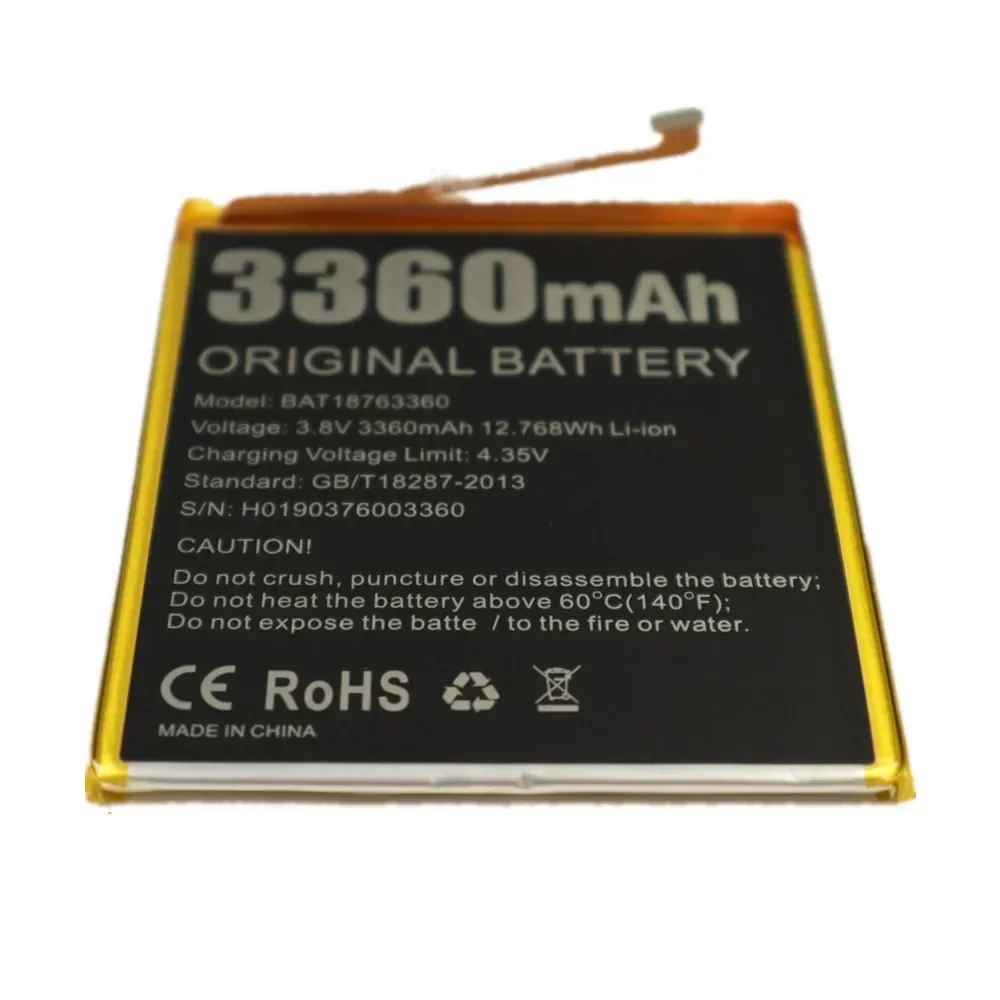 3360mAh
ORIGINAL BATTERY
Model: BAT18763360
Voltage: 3.8V 3360mAh 12.768Wh Li-ion
Charging Voltage Limit: 4.35V
Standard: GB/T18287-2013
S/N: H0190376003360
CAUTION!
Do not crush, puncture or disassemble the battery;
Do not heat the battery above 60°C(140°F);
Do not expose the batte / to the fire or water.
CE RoHS
MADE IN CHINA